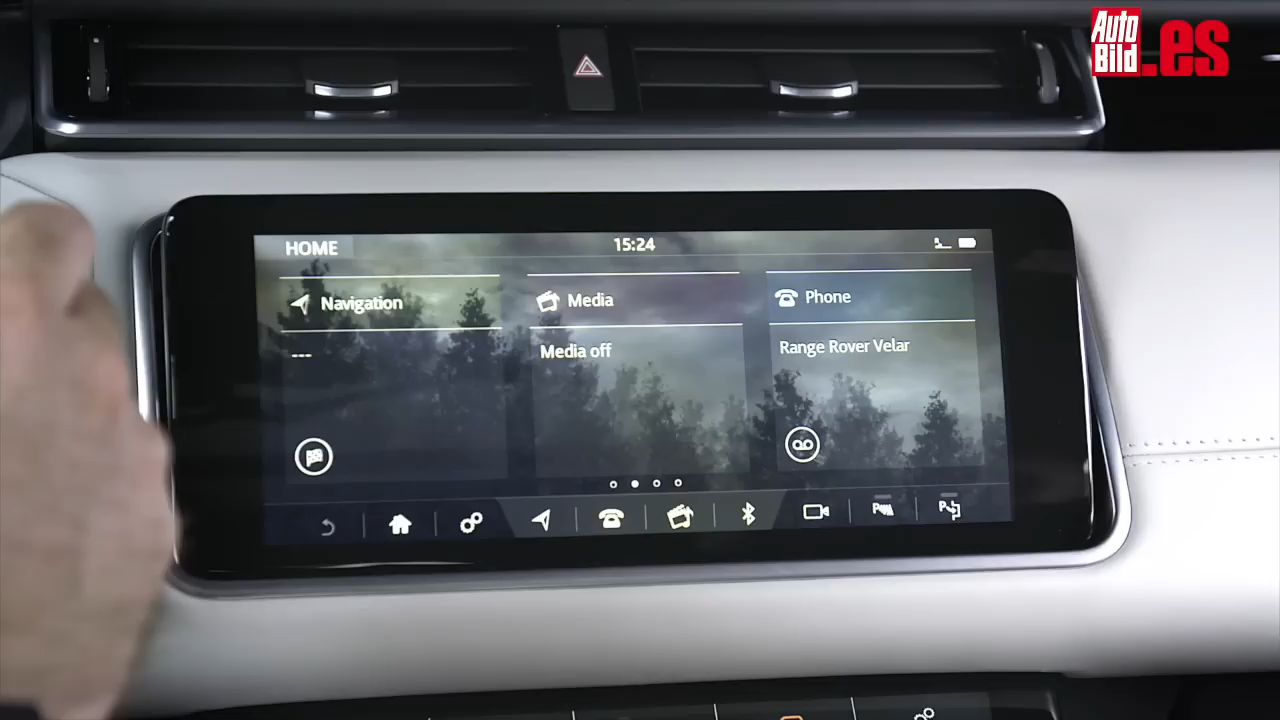 Auto
Bild.es
HOME
15:24
Navigation
Media
Phone
---
Media off
Range Rover Velar